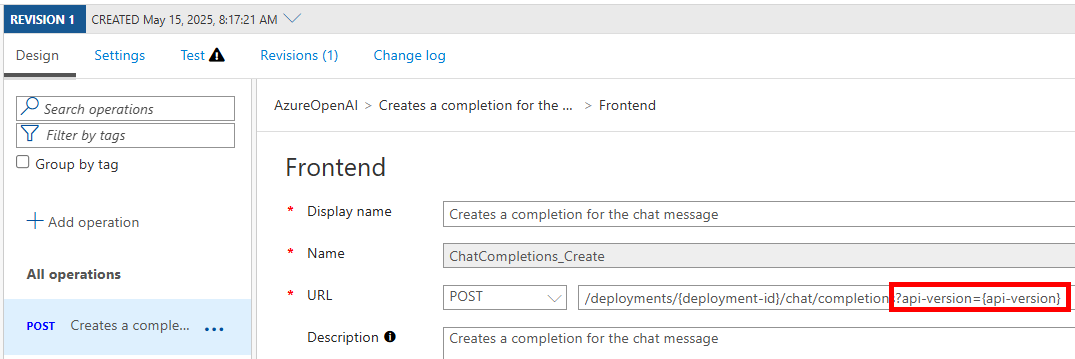 REVISION 1 CREATED May 15, 2025, 8:17:21 AM
Design Settings Test Revisions (1) Change log
Search operations
Filter by tags
Group by tag
Add operation
All operations
POST Creates a comple... ...
AzureOpenAI > Creates a completion for the ... > Frontend
Frontend
* Display name Creates a completion for the chat message
* Name ChatCompletions_Create
* URL POST /deployments/{deployment-id}/chat/completions?api-version={api-version}
Description Creates a completion for the chat message